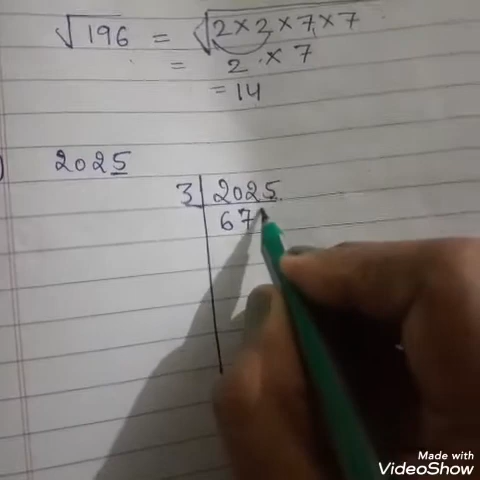 √196 = √2×2×7×7
= 2 × 7
= 14
) 2025
3 | 2025
67
Made with
VideoShow